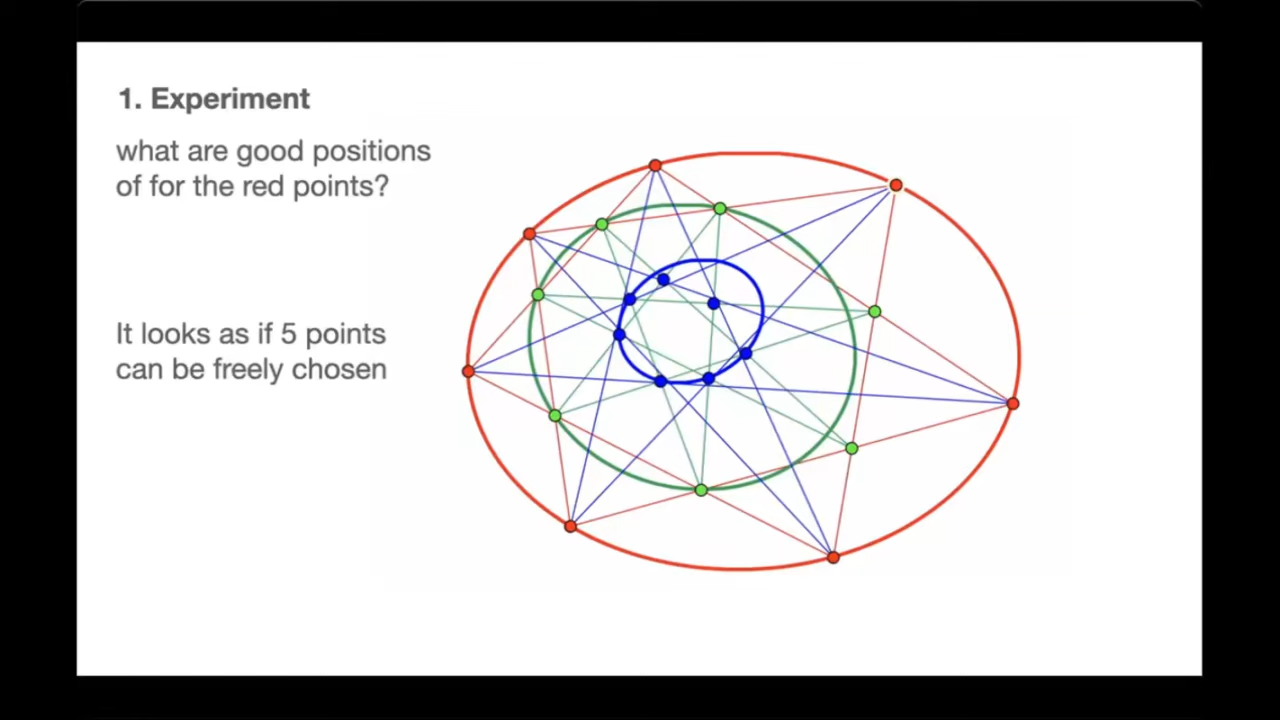 1. Experiment
what are good positions
of for the red points?
It looks as if 5 points
can be freely chosen